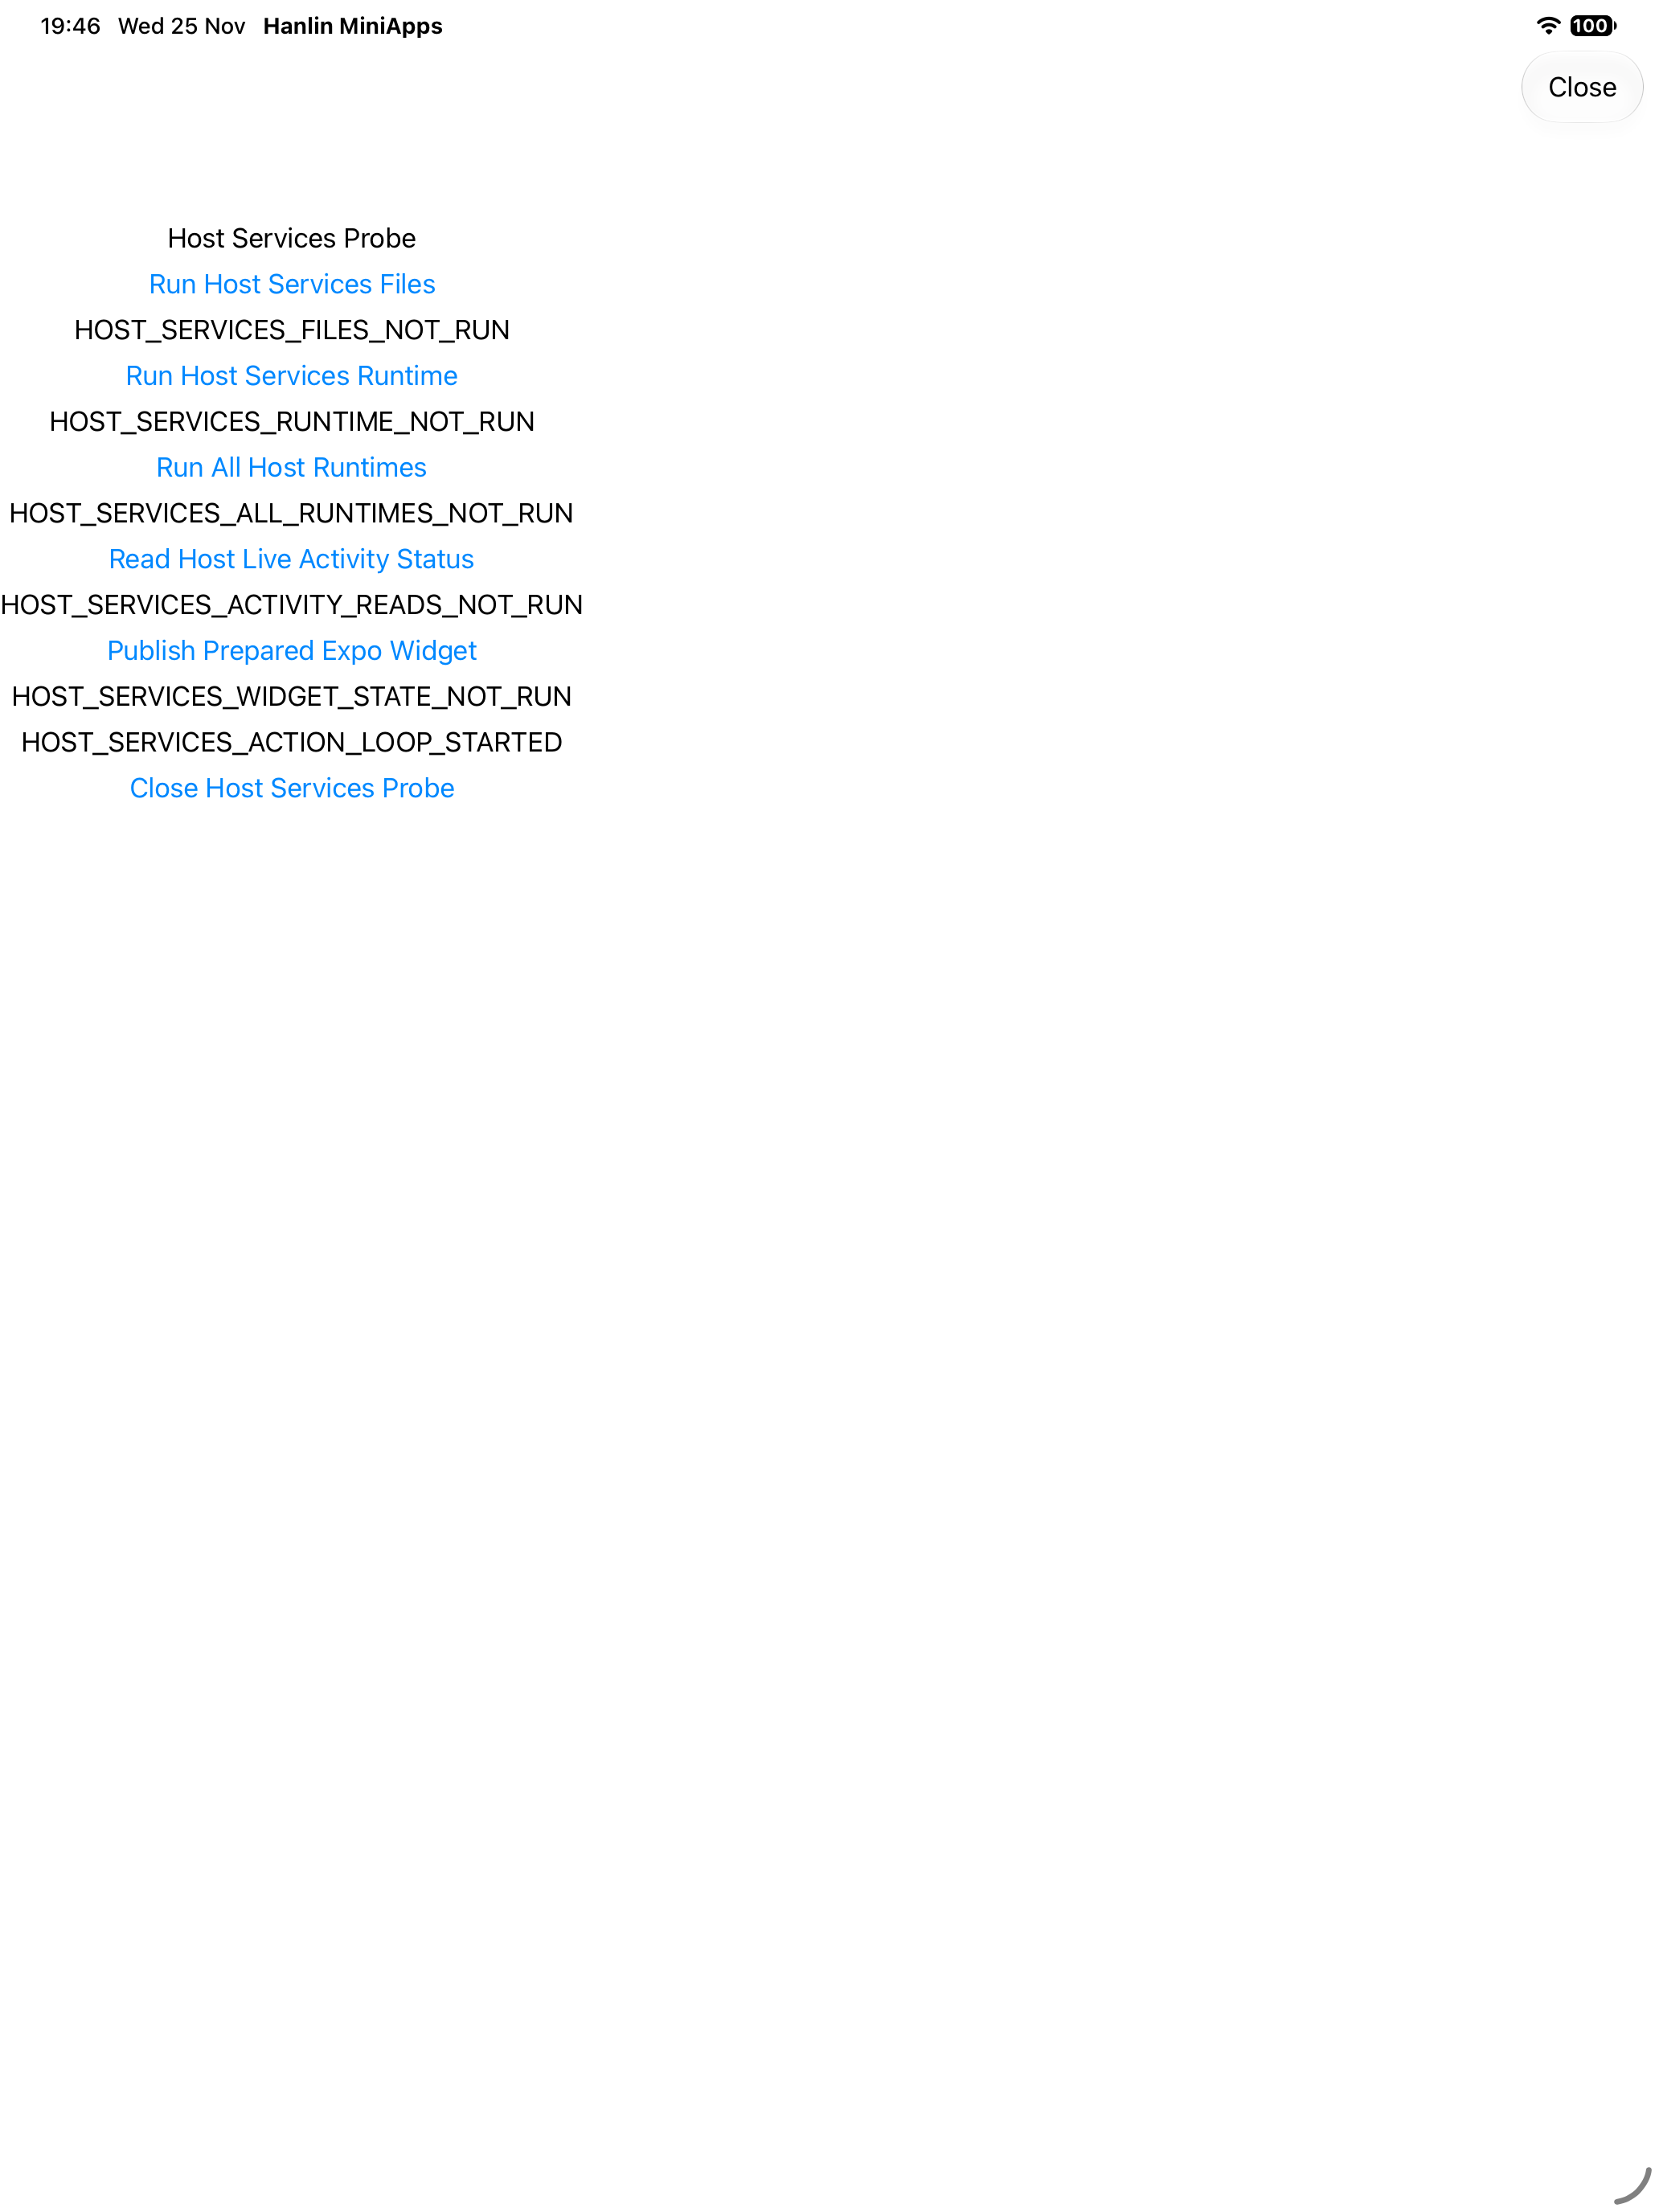 19:46 Wed 25 Nov Hanlin MiniApps 100
Close
Host Services Probe
Run Host Services Files
HOST_SERVICES_FILES_NOT_RUN
Run Host Services Runtime
HOST_SERVICES_RUNTIME_NOT_RUN
Run All Host Runtimes
HOST_SERVICES_ALL_RUNTIMES_NOT_RUN
Read Host Live Activity Status
HOST_SERVICES_ACTIVITY_READS_NOT_RUN
Publish Prepared Expo Widget
HOST_SERVICES_WIDGET_STATE_NOT_RUN
HOST_SERVICES_ACTION_LOOP_STARTED
Close Host Services Probe